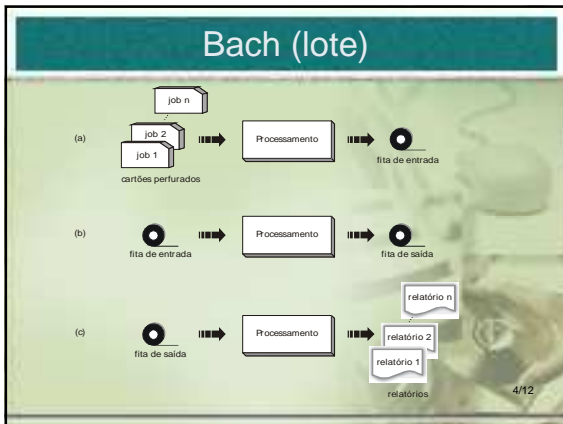 Bach (lote)
job n
job 2
job 1
(a)
Processamento
fita de entrada
cartões perfurados
(b)
Processamento
fita de entrada
fita de saída
relatório n
(c)
Processamento
relatório 2
relatório 1
fita de saída
relatórios
4/12